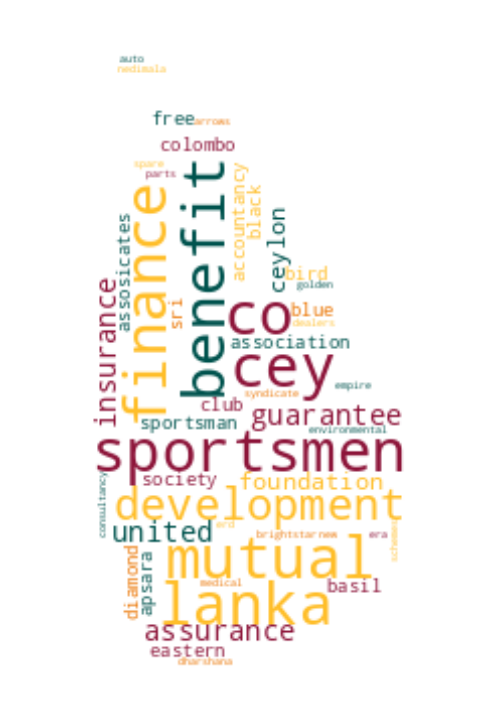 auto
nedimala
free
arrows
colombo
spare
parts
finance
benefit
accountancy
black
assosicates
ceylon
bird
golden
insurance
sri
co
blue
dealers
association
cey
empire
syndicate
club
guarantee
sportsman
environmental
sportsmen
society
foundation
consultancy
development
united
erd
brightstar
new
era
schemes
mutual
diamond
apsara
medical
basil
lanka
assurance
eastern
dharshana